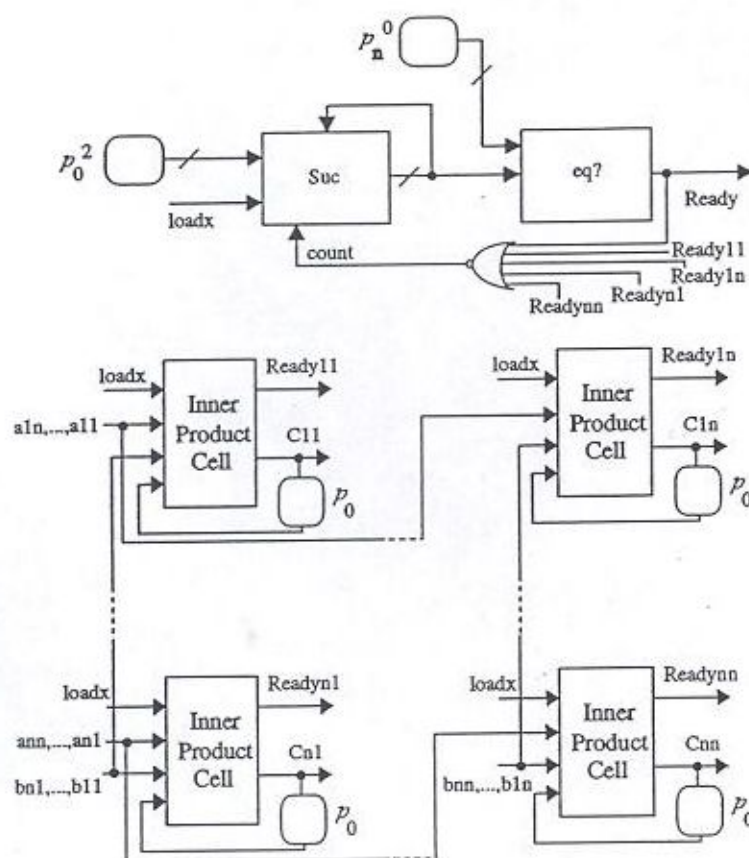 p_n^0
p_0^2
Suc
eq?
loadx
Ready
count
Ready11
Ready1n
Readyn1
Readynn
loadx
Ready11
a1n,...,a11
Inner
Product
Cell
C11
p_0
loadx
Ready1n
Inner
Product
Cell
C1n
p_0
loadx
Readyn1
ann,...,an1
bn1,...,b11
Inner
Product
Cell
Cn1
p_0
loadx
Readynn
bnn,...,b1n
Inner
Product
Cell
Cnn
p_0